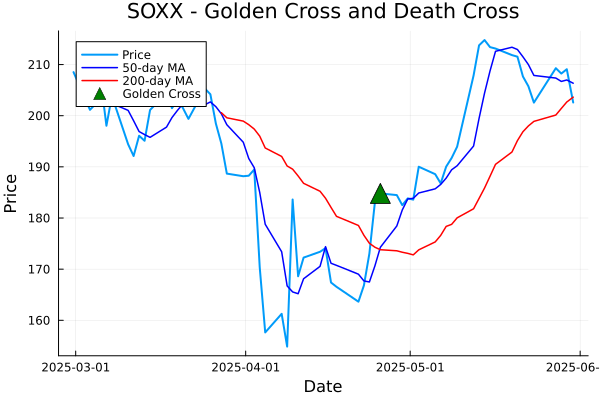 SOXX - Golden Cross and Death Cross
Price
50-day MA
200-day MA
Golden Cross
Price
210
200
190
180
170
160
2025-03-01
2025-04-01
2025-05-01
2025-06-
Date